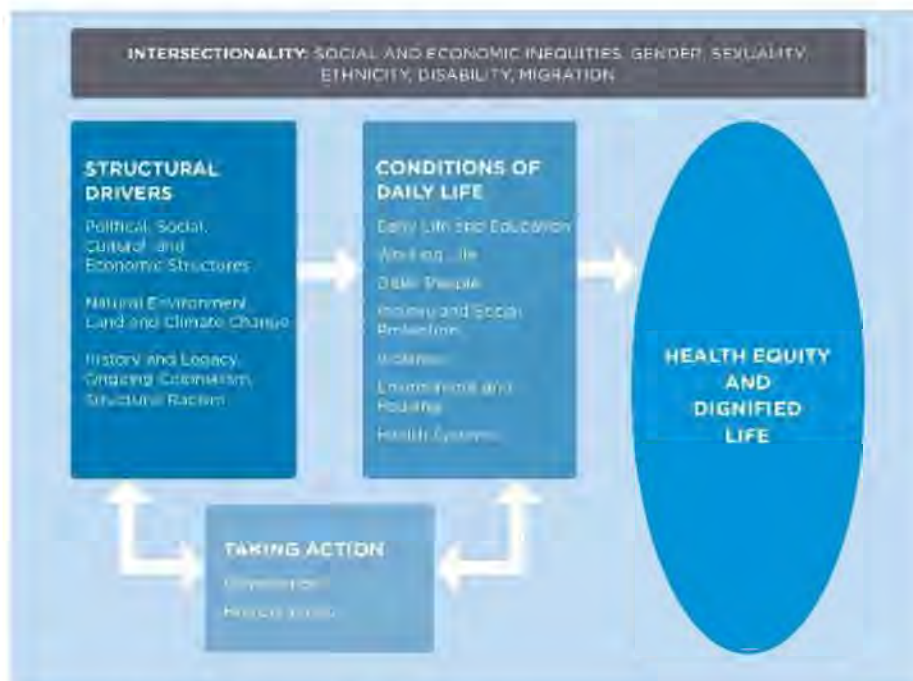 INTERSECTIONALITY: SOCIAL AND ECONOMIC INEQUITIES, GENDER, SEXUALITY,
ETHNICITY, DISABILITY, MIGRATION
STRUCTURAL
DRIVERS
Political, Social,
Cultural, and
Economic Structures
Natural Environment,
Land and Climate Change
History and Legacy,
Ongoing Colonialism,
Structural Racism
CONDITIONS OF
DAILY LIFE
Early Life and Education
Working Life
Older People
Income and Social
Protection
Violence
Environment and
Housing
Health Systems
TAKING ACTION
Governance
HEALTH EQUITY
AND
DIGNIFIED
LIFE